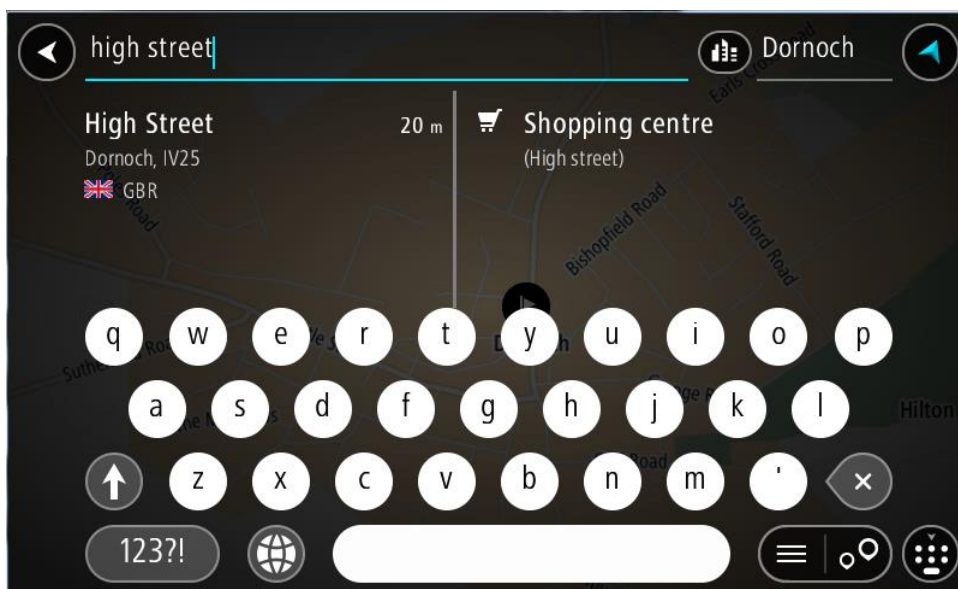 high street
Dornoch
High Street
20 m
Dornoch, IV25
GBR
Shopping centre
(High street)
Bishopfield Road
Stafford Road
q w e r t y u i o p
a s d f g h j k l
Hilton
z x c v b n m '
123?!